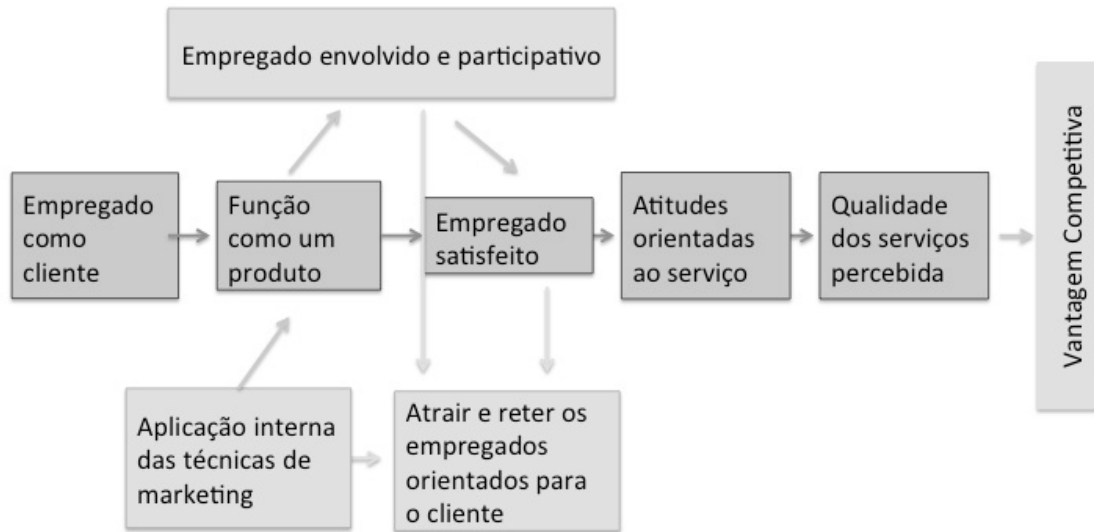 Empregado envolvido e participativo
Empregado
como
cliente
Função
como um
produto
Empregado
satisfeito
Atitudes
orientadas
ao serviço
Qualidade
dos serviços
percebida
Vantagem Competitiva
Aplicação interna
das técnicas de
marketing
Atrair e reter os
empregados
orientados para
o cliente